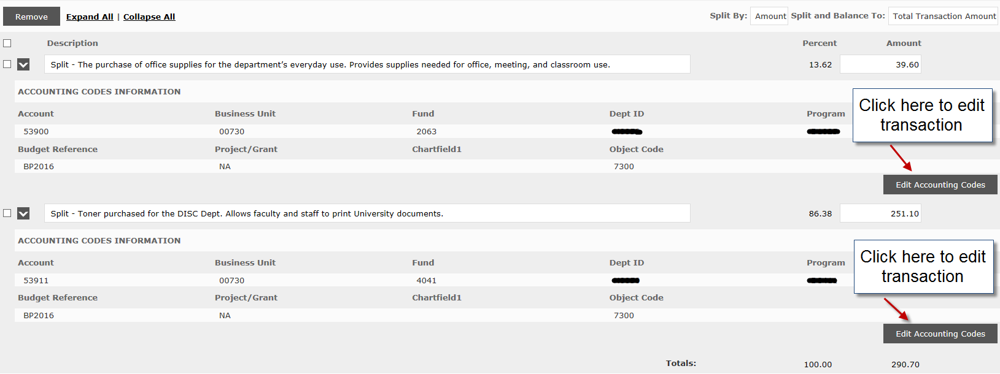 Remove Expand All | Collapse All Split By: Amount Split and Balance To: Total Transaction Amount
Description Percent Amount
Split - The purchase of office supplies for the department’s everyday use. Provides supplies needed for office, meeting, and classroom use. 13.62 39.60
ACCOUNTING CODES INFORMATION
Click here to edit
transaction
Account Business Unit Fund Dept ID Program
53900 00730 2063
Budget Reference Project/Grant Chartfield1 Object Code
BP2016 NA 7300
Edit Accounting Codes
Split - Toner purchased for the DISC Dept. Allows faculty and staff to print University documents. 86.38 251.10
ACCOUNTING CODES INFORMATION
Click here to edit
transaction
Account Business Unit Fund Dept ID Program
53911 00730 4041
Budget Reference Project/Grant Chartfield1 Object Code
BP2016 NA 7300
Edit Accounting Codes
Totals: 100.00 290.70